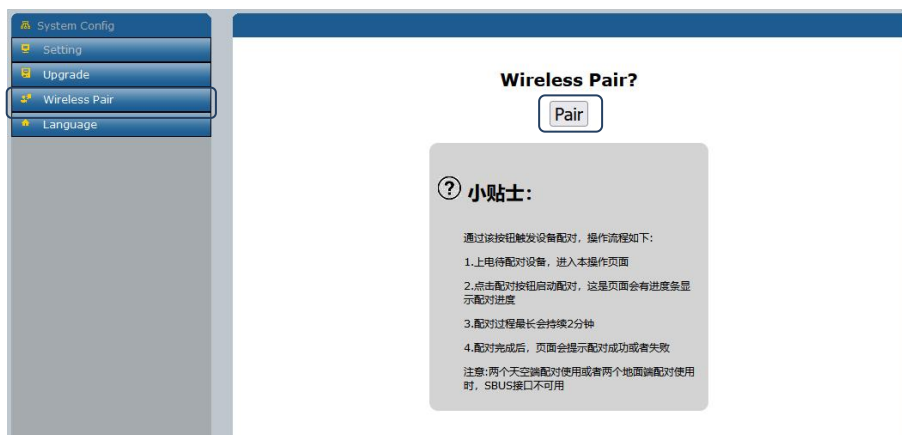 System Config
Setting
Upgrade
Wireless Pair
Language
Wireless Pair?
Pair
? 小贴士：
通过该按钮触发设备配对，操作流程如下：
1.上电待配对设备，进入本操作页面
2.点击配对按钮启动配对，这是页面会有进度条显
示配对进度
3.配对过程最长会持续2分钟
4.配对完成后，页面会提示配对成功或者失败
注意:两个天空端配对使用或者两个地面端配对使用
时，SBUS接口不可用